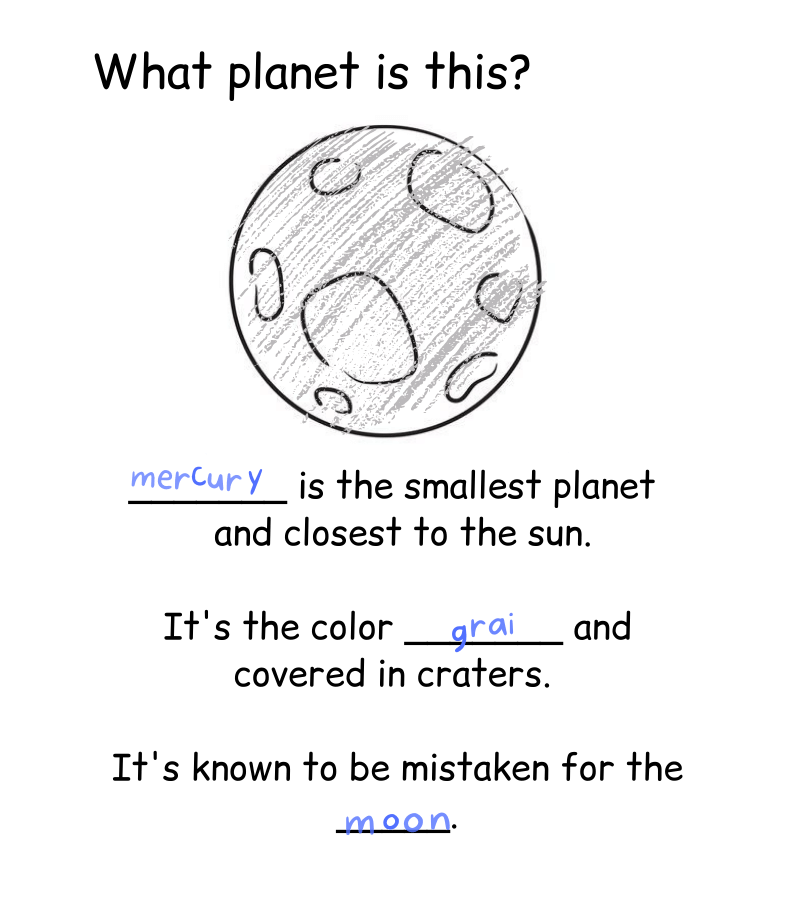 What planet is this?
mercury is the smallest planet
and closest to the sun.
It's the color grai and
covered in craters.
It's known to be mistaken for the
moon.